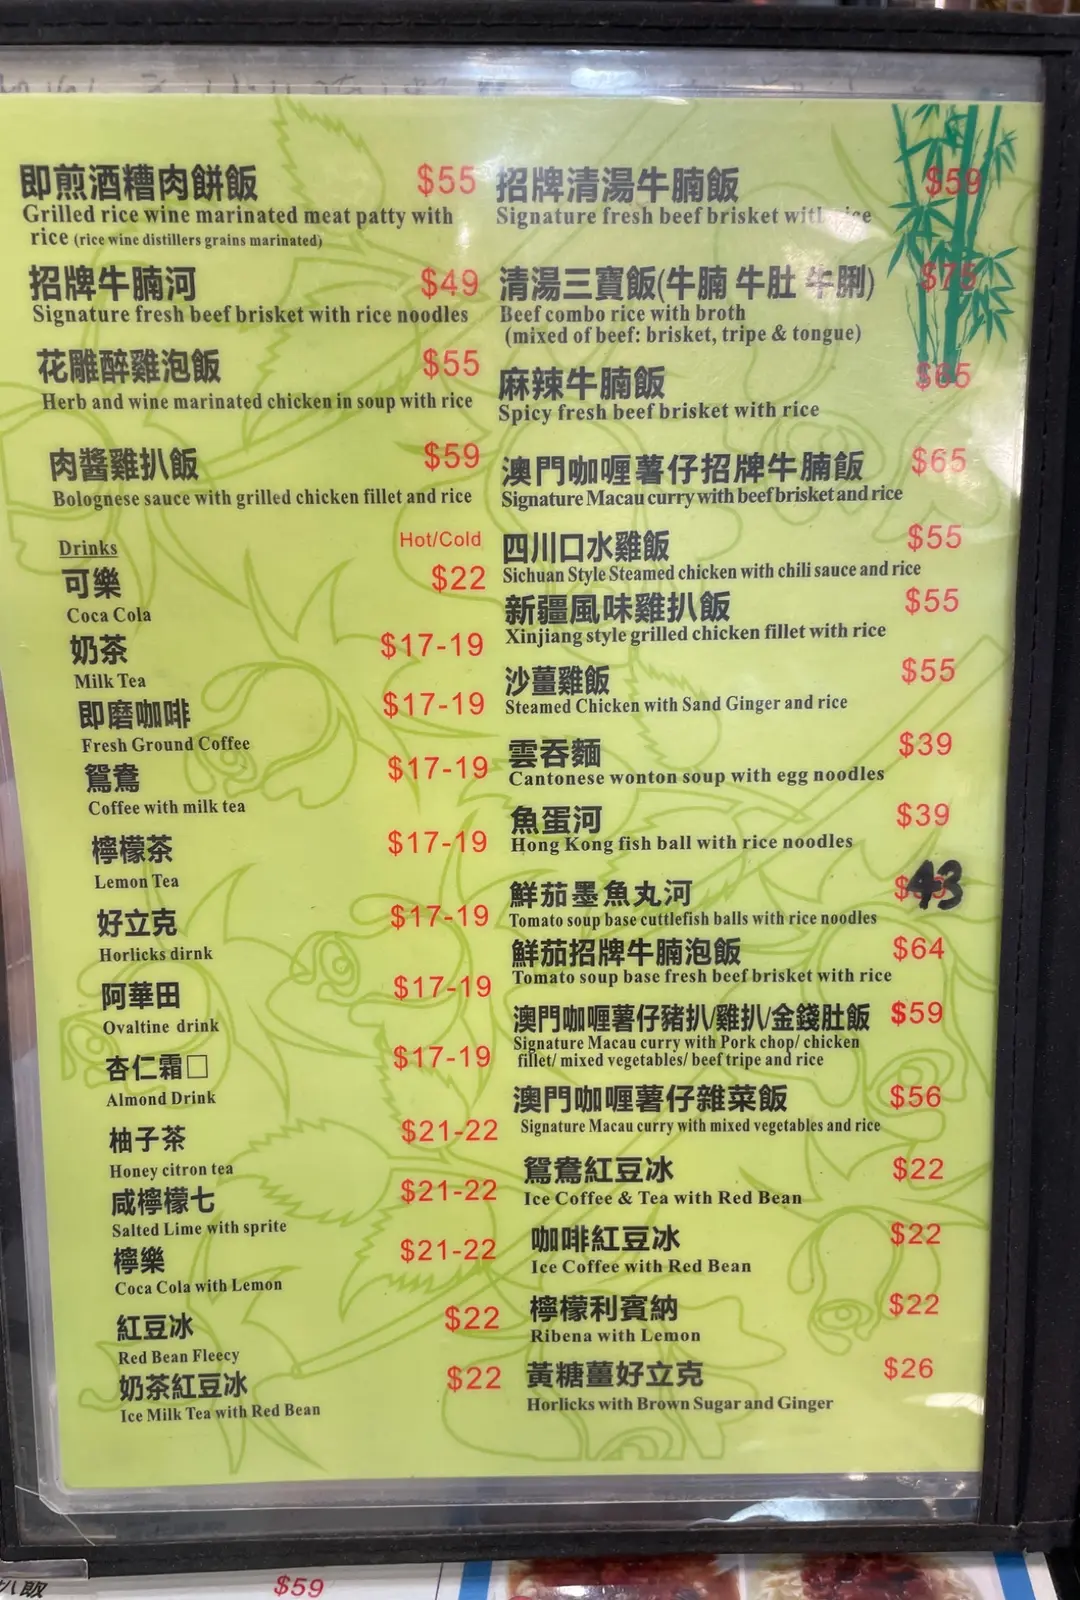 即煎酒糟肉餅飯 $55
Grilled rice wine marinated meat patty with
rice (rice wine distillers grains marinated)
招牌牛腩河 $49
Signature fresh beef brisket with rice noodles
花雕醉雞泡飯 $55
Herb and wine marinated chicken in soup with rice
肉醬雞扒飯 $59
Bolognese sauce with grilled chicken fillet and rice
Drinks Hot/Cold
可樂 $22
Coca Cola
奶茶 $17-19
Milk Tea
即磨咖啡 $17-19
Fresh Ground Coffee
鴛鴦 $17-19
Coffee with milk tea
檸檬茶 $17-19
Lemon Tea
好立克 $17-19
Horlicks dirnk
阿華田 $17-19
Ovaltine drink
杏仁霜□ $17-19
Almond Drink
柚子茶 $21-22
Honey citron tea
咸檸檬七 $21-22
Salted Lime with sprite
檸樂 $21-22
Coca Cola with Lemon
紅豆冰 $22
Red Bean Fleecy
奶茶紅豆冰 $22
Ice Milk Tea with Red Bean
招牌清湯牛腩飯 $59
Signature fresh beef brisket with rice
清湯三寶飯(牛腩 牛肚 牛脷) $75
Beef combo rice with broth
(mixed of beef: brisket, tripe & tongue)
麻辣牛腩飯 $65
Spicy fresh beef brisket with rice
澳門咖喱薯仔招牌牛腩飯 $65
Signature Macau curry with beef brisket and rice
四川口水雞飯 $55
Sichuan Style Steamed chicken with chili sauce and rice
新疆風味雞扒飯 $55
Xinjiang style grilled chicken fillet with rice
沙薑雞飯 $55
Steamed Chicken with Sand Ginger and rice
雲吞麵 $39
Cantonese wonton soup with egg noodles
魚蛋河 $39
Hong Kong fish ball with rice noodles
鮮茄墨魚丸河 $43
Tomato soup base cuttlefish balls with rice noodles
鮮茄招牌牛腩泡飯 $64
Tomato soup base fresh beef brisket with rice
澳門咖喱薯仔豬扒/雞扒/金錢肚飯 $59
Signature Macau curry with Pork chop/ chicken
fillet/ mixed vegetables/ beef tripe and rice
澳門咖喱薯仔雜菜飯 $56
Signature Macau curry with mixed vegetables and rice
鴛鴦紅豆冰 $22
Ice Coffee & Tea with Red Bean
咖啡紅豆冰 $22
Ice Coffee with Red Bean
檸檬利賓納 $22
Ribena with Lemon
黃糖薑好立克 $26
Horlicks with Brown Sugar and Ginger
扒飯 $59